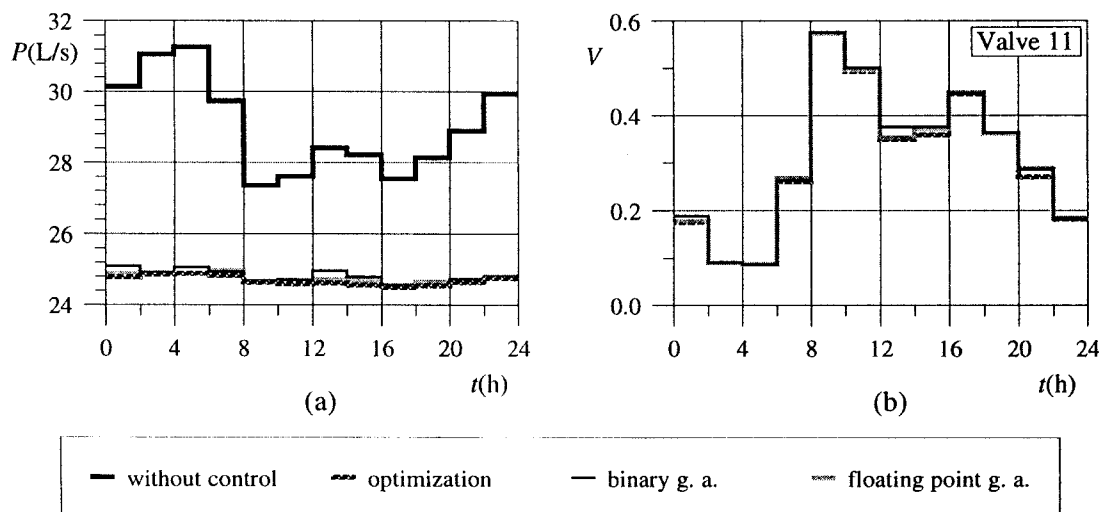 32
P(L/s)
30
28
26
24
0 4 8 12 16 20 24
t(h)
(a)
0.6
V
Valve 11
0.4
0.2
0.0
0 4 8 12 16 20 24
t(h)
(b)
without control optimization binary g. a. floating point g. a.